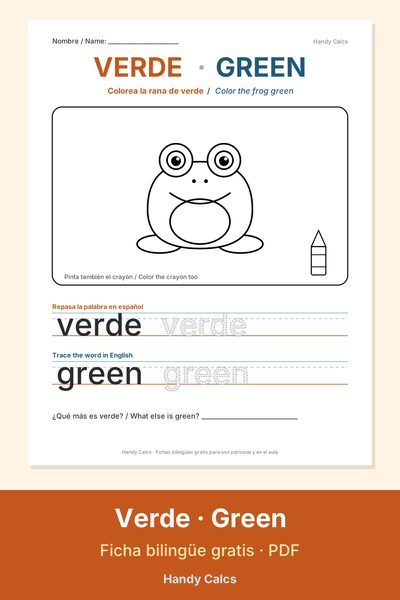 Nombre / Name: ____________________
Handy Calcs
VERDE · GREEN
Colorea la rana de verde / Color the frog green
Pinta también el crayón / Color the crayon too
Repasa la palabra en español
verde verde
Trace the word in English
green green
¿Qué más es verde? / What else is green? ____________________
Handy Calcs · Fichas bilingües gratis para uso personal y en el aula
Verde · Green
Ficha bilingüe gratis · PDF
Handy Calcs